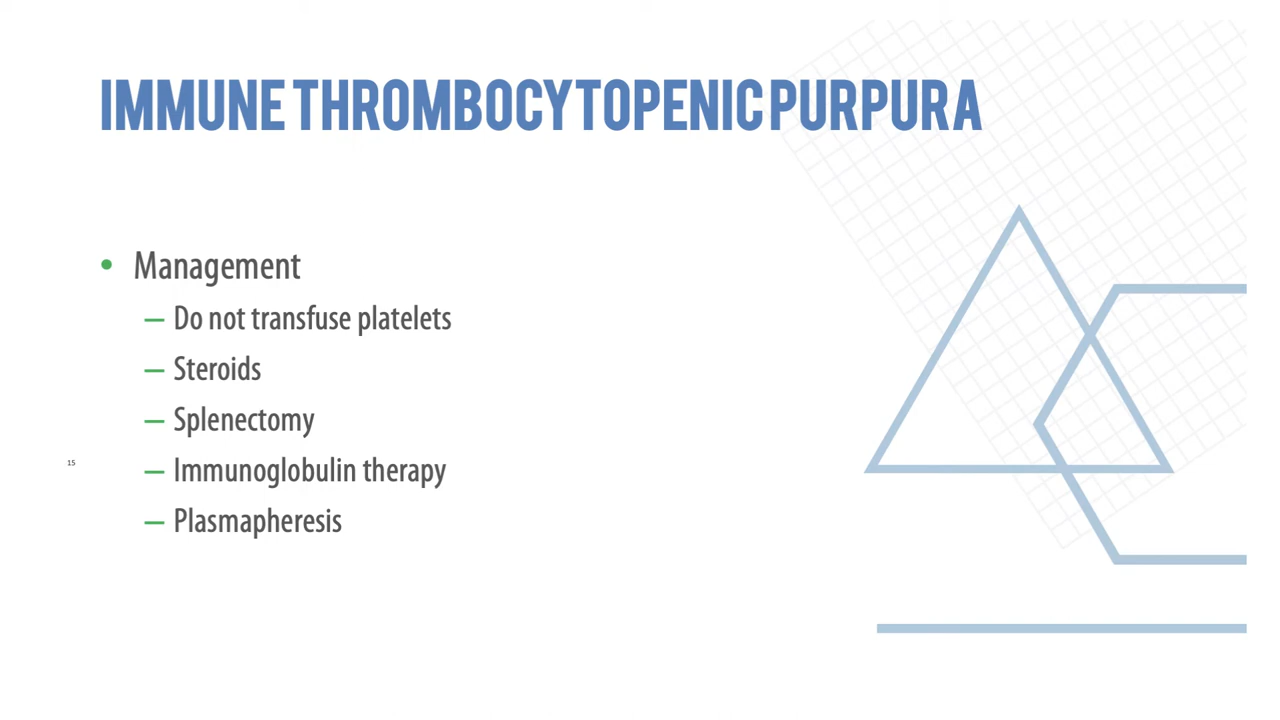 IMMUNE THROMBOCYTOPENIC PURPURA
• Management
– Do not transfuse platelets
– Steroids
– Splenectomy
– Immunoglobulin therapy
– Plasmapheresis
15